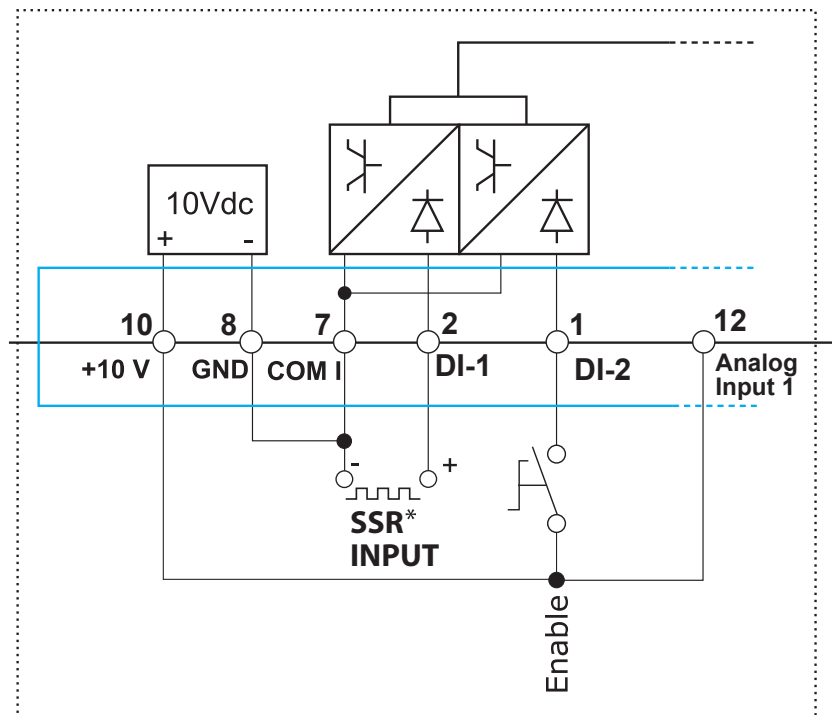 10Vdc
+ -
10 8 7 2 1 12
+10 V GND COM I DI-1 DI-2 Analog
Input 1
- +
SSR*
INPUT
Enable